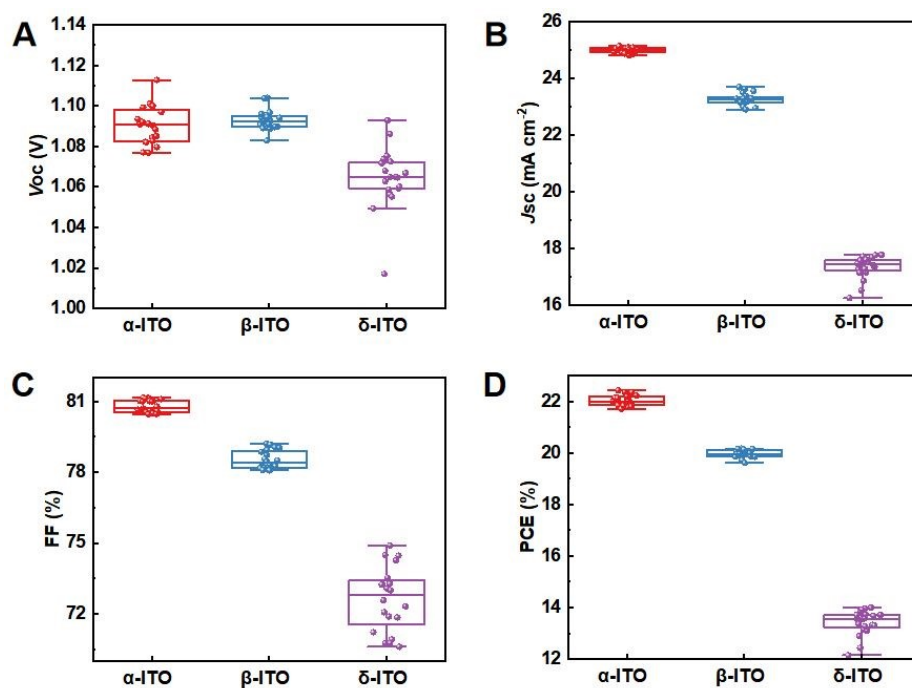 A
Voc (V)
1.14
1.12
1.10
1.08
1.06
1.04
1.02
1.00
α-ITO β-ITO δ-ITO
B
Jsc (mA cm⁻²)
26
24
22
20
18
16
α-ITO β-ITO δ-ITO
C
FF (%)
81
78
75
72
α-ITO β-ITO δ-ITO
D
PCE (%)
22
20
18
16
14
12
α-ITO β-ITO δ-ITO